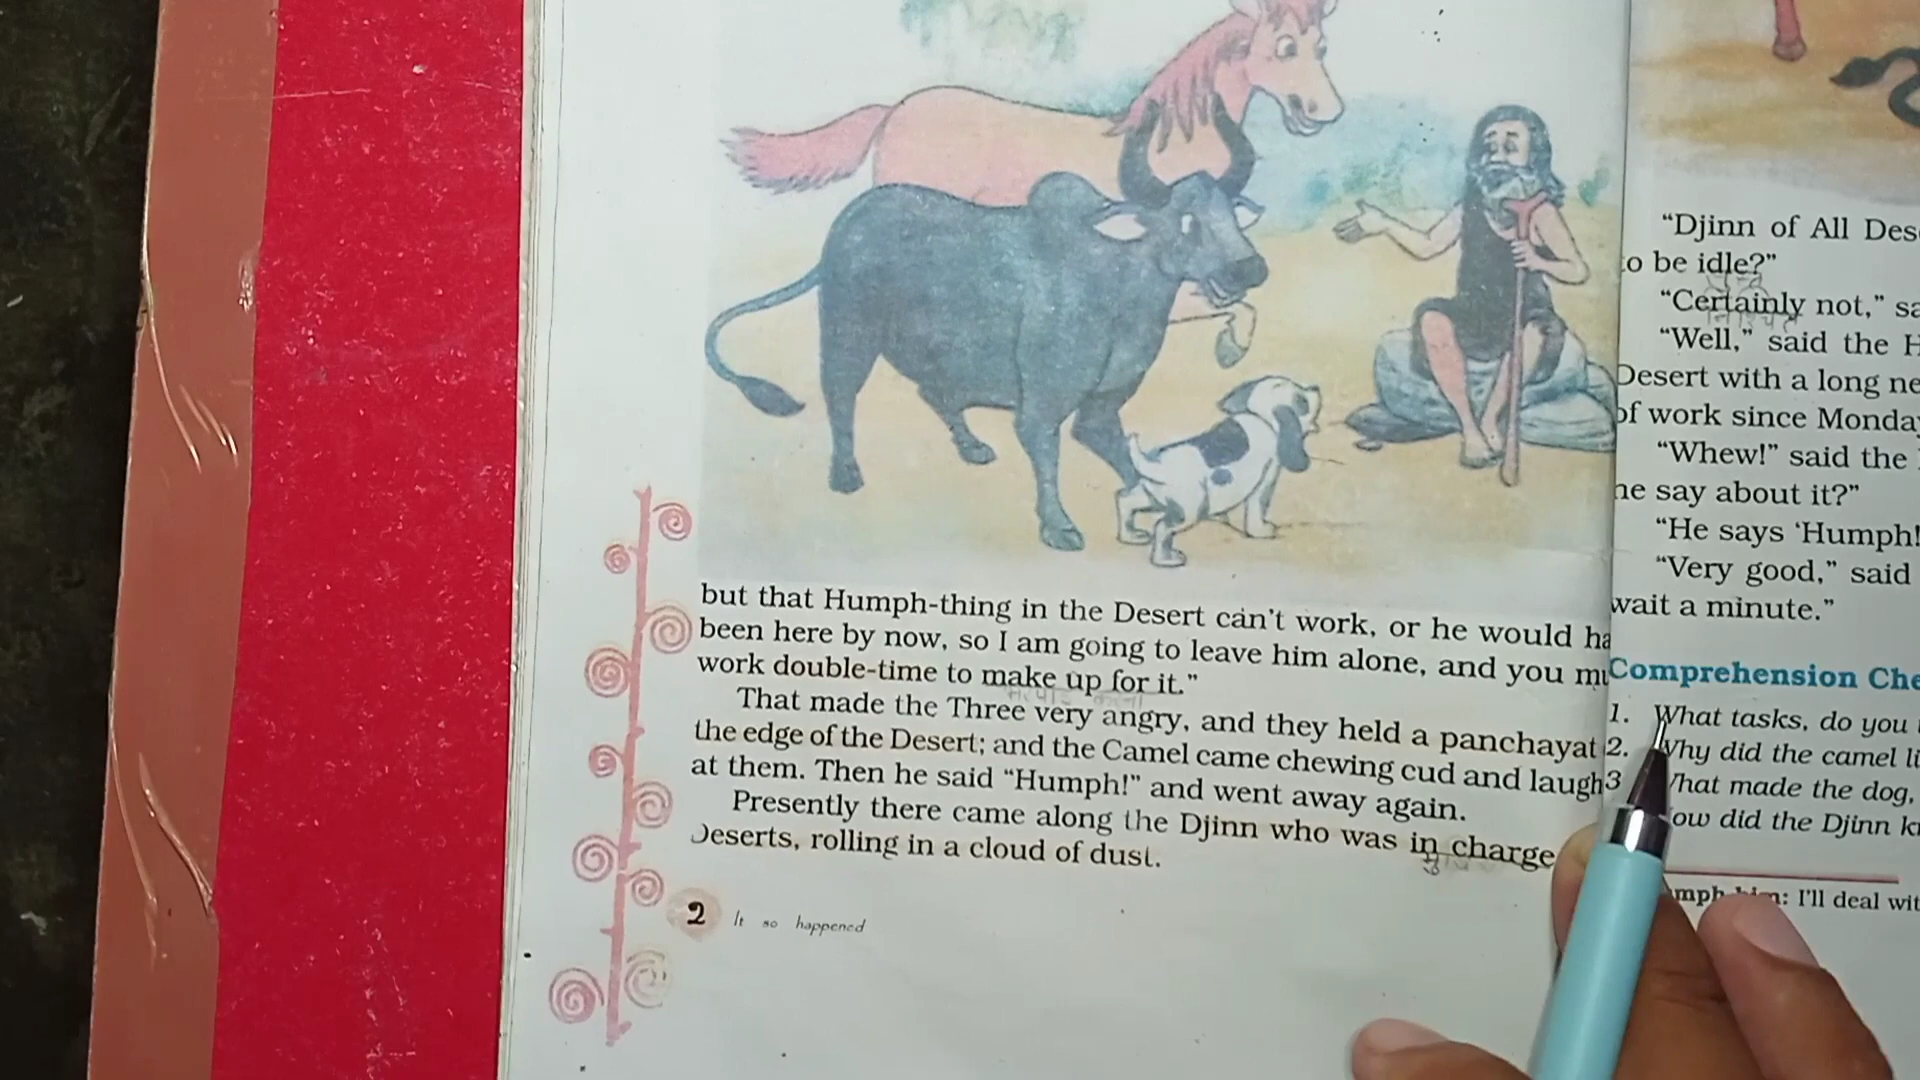 but that Humph-thing in the Desert can't work, or he would ha
been here by now, so I am going to leave him alone, and you mu
work double-time to make up for it."
That made the Three very angry, and they held a panchayat
the edge of the Desert; and the Camel came chewing cud and laugh
at them. Then he said "Humph!" and went away again.
Presently there came along the Djinn who was in charge
Deserts, rolling in a cloud of dust.
2 It so happened
"Djinn of All Des
to be idle?"
"Certainly not," sa
निश्चित
"Well," said the H
Desert with a long ne
of work since Monday
"Whew!" said the
he say about it?"
"He says 'Humph!
"Very good," said
wait a minute."
Comprehension Che
1. What tasks, do you
2. Why did the camel li
3 What made the dog,
ow did the Djinn k
I'll deal wit